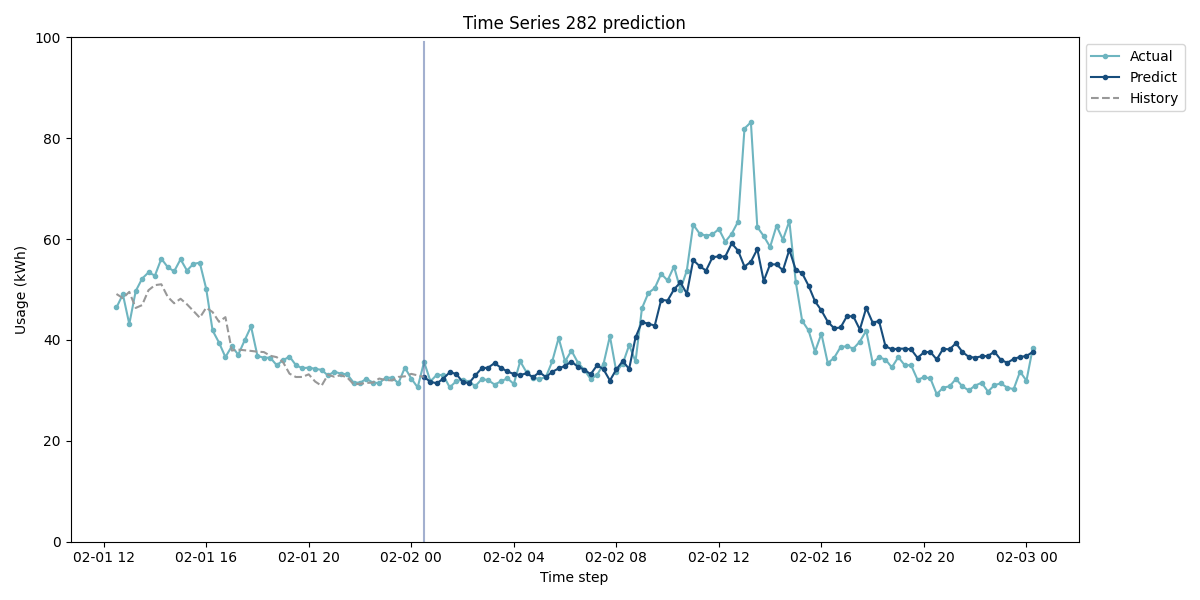 Time Series 282 prediction
100
80
60
40
20
0
Usage (kWh)
02-01 12
02-01 16
02-01 20
02-02 00
02-02 04
02-02 08
02-02 12
02-02 16
02-02 20
02-03 00
Time step
Actual
Predict
History